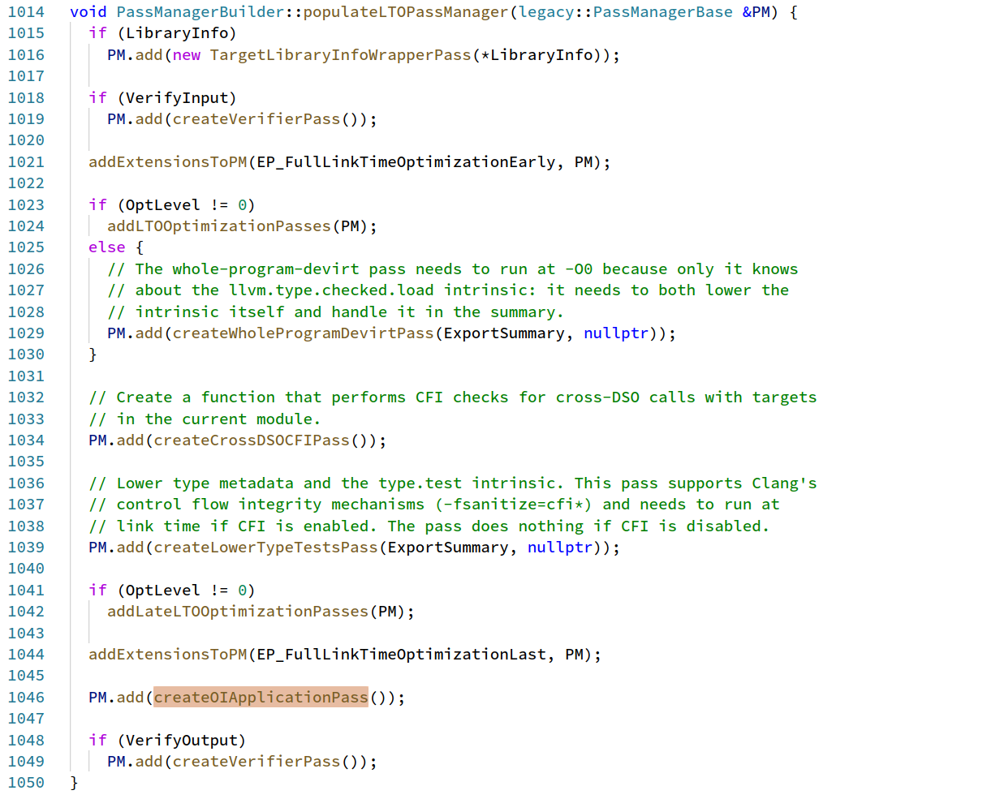 1014 void PassManagerBuilder::populateLTOPassManager(legacy::PassManagerBase &PM) {
1015   if (LibraryInfo)
1016     PM.add(new TargetLibraryInfoWrapperPass(*LibraryInfo));
1017
1018   if (VerifyInput)
1019     PM.add(createVerifierPass());
1020
1021   addExtensionsToPM(EP_FullLinkTimeOptimizationEarly, PM);
1022
1023   if (OptLevel != 0)
1024     addLTOOptimizationPasses(PM);
1025   else {
1026     // The whole-program-devirt pass needs to run at -O0 because only it knows
1027     // about the llvm.type.checked.load intrinsic: it needs to both lower the
1028     // intrinsic itself and handle it in the summary.
1029     PM.add(createWholeProgramDevirtPass(ExportSummary, nullptr));
1030   }
1031
1032   // Create a function that performs CFI checks for cross-DSO calls with targets
1033   // in the current module.
1034   PM.add(createCrossDSOCFIPass());
1035
1036   // Lower type metadata and the type.test intrinsic. This pass supports Clang's
1037   // control flow integrity mechanisms (-fsanitize=cfi*) and needs to run at
1038   // link time if CFI is enabled. The pass does nothing if CFI is disabled.
1039   PM.add(createLowerTypeTestsPass(ExportSummary, nullptr));
1040
1041   if (OptLevel != 0)
1042     addLateLTOOptimizationPasses(PM);
1043
1044   addExtensionsToPM(EP_FullLinkTimeOptimizationLast, PM);
1045
1046   PM.add(createOIApplicationPass());
1047
1048   if (VerifyOutput)
1049     PM.add(createVerifierPass());
1050 }